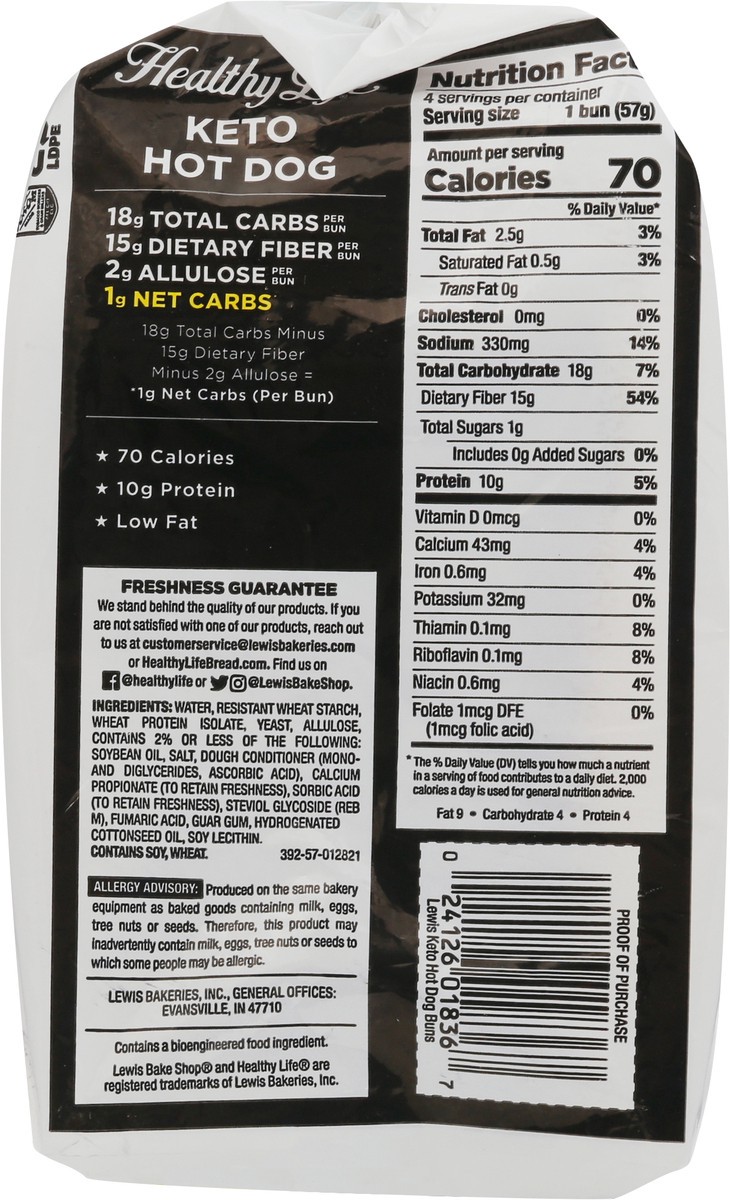 Healthy
KETO
HOT DOG
18g TOTAL CARBS PER BUN
15g DIETARY FIBER PER BUN
2g ALLULOSE PER BUN
1g NET CARBS
18g Total Carbs Minus
15g Dietary Fiber
Minus 2g Allulose =
*1g Net Carbs (Per Bun)
★ 70 Calories
★ 10g Protein
★ Low Fat
FRESHNESS GUARANTEE
We stand behind the quality of our products. If you
are not satisfied with one of our products, reach out
to us at customerservice@lewisbakeries.com
or HealthyLifeBread.com. Find us on
@healthylife or @LewisBakeShop.
INGREDIENTS: WATER, RESISTANT WHEAT STARCH,
WHEAT PROTEIN ISOLATE, YEAST, ALLULOSE,
CONTAINS 2% OR LESS OF THE FOLLOWING:
SOYBEAN OIL, SALT, DOUGH CONDITIONER (MONO-
AND DIGLYCERIDES, ASCORBIC ACID), CALCIUM
PROPIONATE (TO RETAIN FRESHNESS), SORBIC ACID
(TO RETAIN FRESHNESS), STEVIOL GLYCOSIDE (REB
M), FUMARIC ACID, GUAR GUM, HYDROGENATED
COTTONSEED OIL, SOY LECITHIN.
CONTAINS SOY, WHEAT. 392-57-012821
ALLERGY ADVISORY: Produced on the same bakery
equipment as baked goods containing milk, eggs,
tree nuts or seeds. Therefore, this product may
inadvertently contain milk, eggs, tree nuts or seeds to
which some people may be allergic.
LEWIS BAKERIES, INC., GENERAL OFFICES:
EVANSVILLE, IN 47710
Contains a bioengineered food ingredient.
Lewis Bake Shop® and Healthy Life® are
registered trademarks of Lewis Bakeries, Inc.
LDPE
Nutrition Fact
4 servings per container
Serving size 1 bun (57g)
Amount per serving
Calories 70
% Daily Value*
Total Fat 2.5g 3%
Saturated Fat 0.5g 3%
Trans Fat 0g
Cholesterol 0mg 0%
Sodium 330mg 14%
Total Carbohydrate 18g 7%
Dietary Fiber 15g 54%
Total Sugars 1g
Includes 0g Added Sugars 0%
Protein 10g 5%
Vitamin D 0mcg 0%
Calcium 43mg 4%
Iron 0.6mg 4%
Potassium 32mg 0%
Thiamin 0.1mg 8%
Riboflavin 0.1mg 8%
Niacin 0.6mg 4%
Folate 1mcg DFE 0%
(1mcg folic acid)
* The % Daily Value (DV) tells you how much a nutrient
in a serving of food contributes to a daily diet. 2,000
calories a day is used for general nutrition advice.
Fat 9 • Carbohydrate 4 • Protein 4
PROOF OF PURCHASE
0 24126 01836 7
Lewis Keto Hot Dog Buns